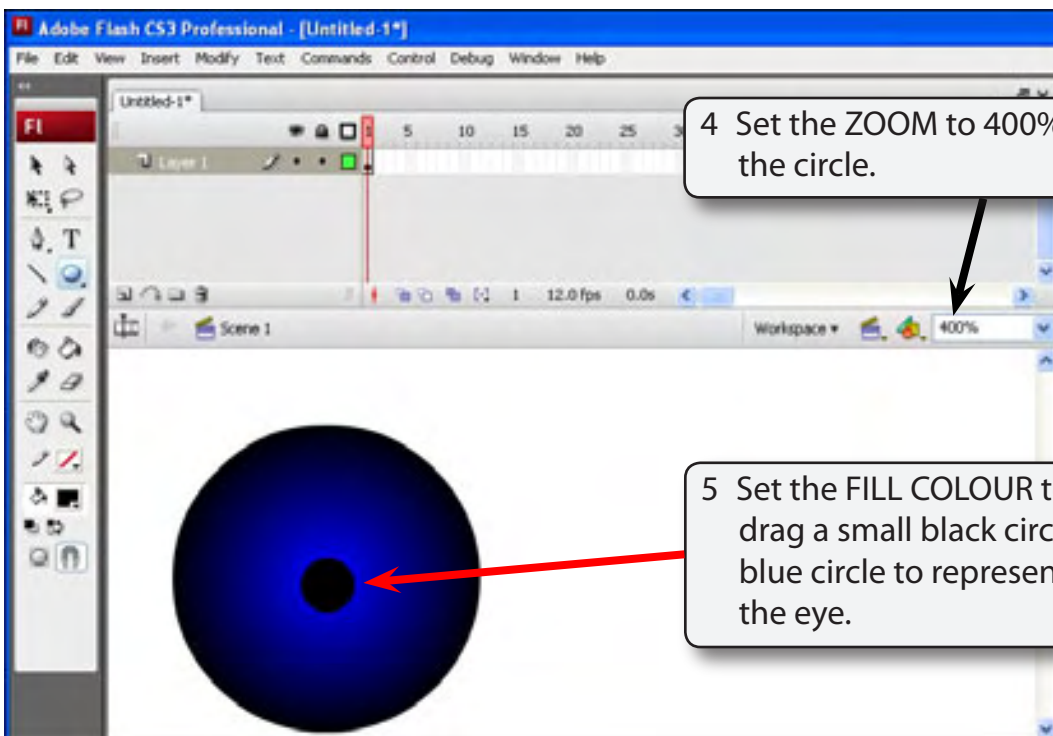 Adobe Flash CS3 Professional - [Untitled-1*]
File Edit View Insert Modify Text Commands Control Debug Window Help
Untitled-1*
Fl
1 5 10 15 20 25
Layer 1
4 Set the ZOOM to 400%
the circle.
1 12.0 fps 0.0s
Scene 1
Workspace
400%
5 Set the FILL COLOUR t
drag a small black circ
blue circle to represen
the eye.